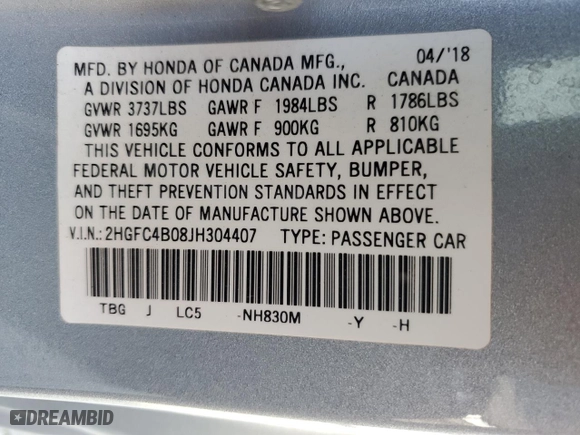 MFD. BY HONDA OF CANADA MFG., 04/'18
A DIVISION OF HONDA CANADA INC. CANADA
GVWR 3737LBS GAWR F 1984LBS R 1786LBS
GVWR 1695KG GAWR F 900KG R 810KG
THIS VEHICLE CONFORMS TO ALL APPLICABLE
FEDERAL MOTOR VEHICLE SAFETY, BUMPER,
AND THEFT PREVENTION STANDARDS IN EFFECT
ON THE DATE OF MANUFACTURE SHOWN ABOVE.
V.I.N.: 2HGFC4B08JH304407 TYPE: PASSENGER CAR
TBG J LC5 -NH830M -Y -H
DREAMBID